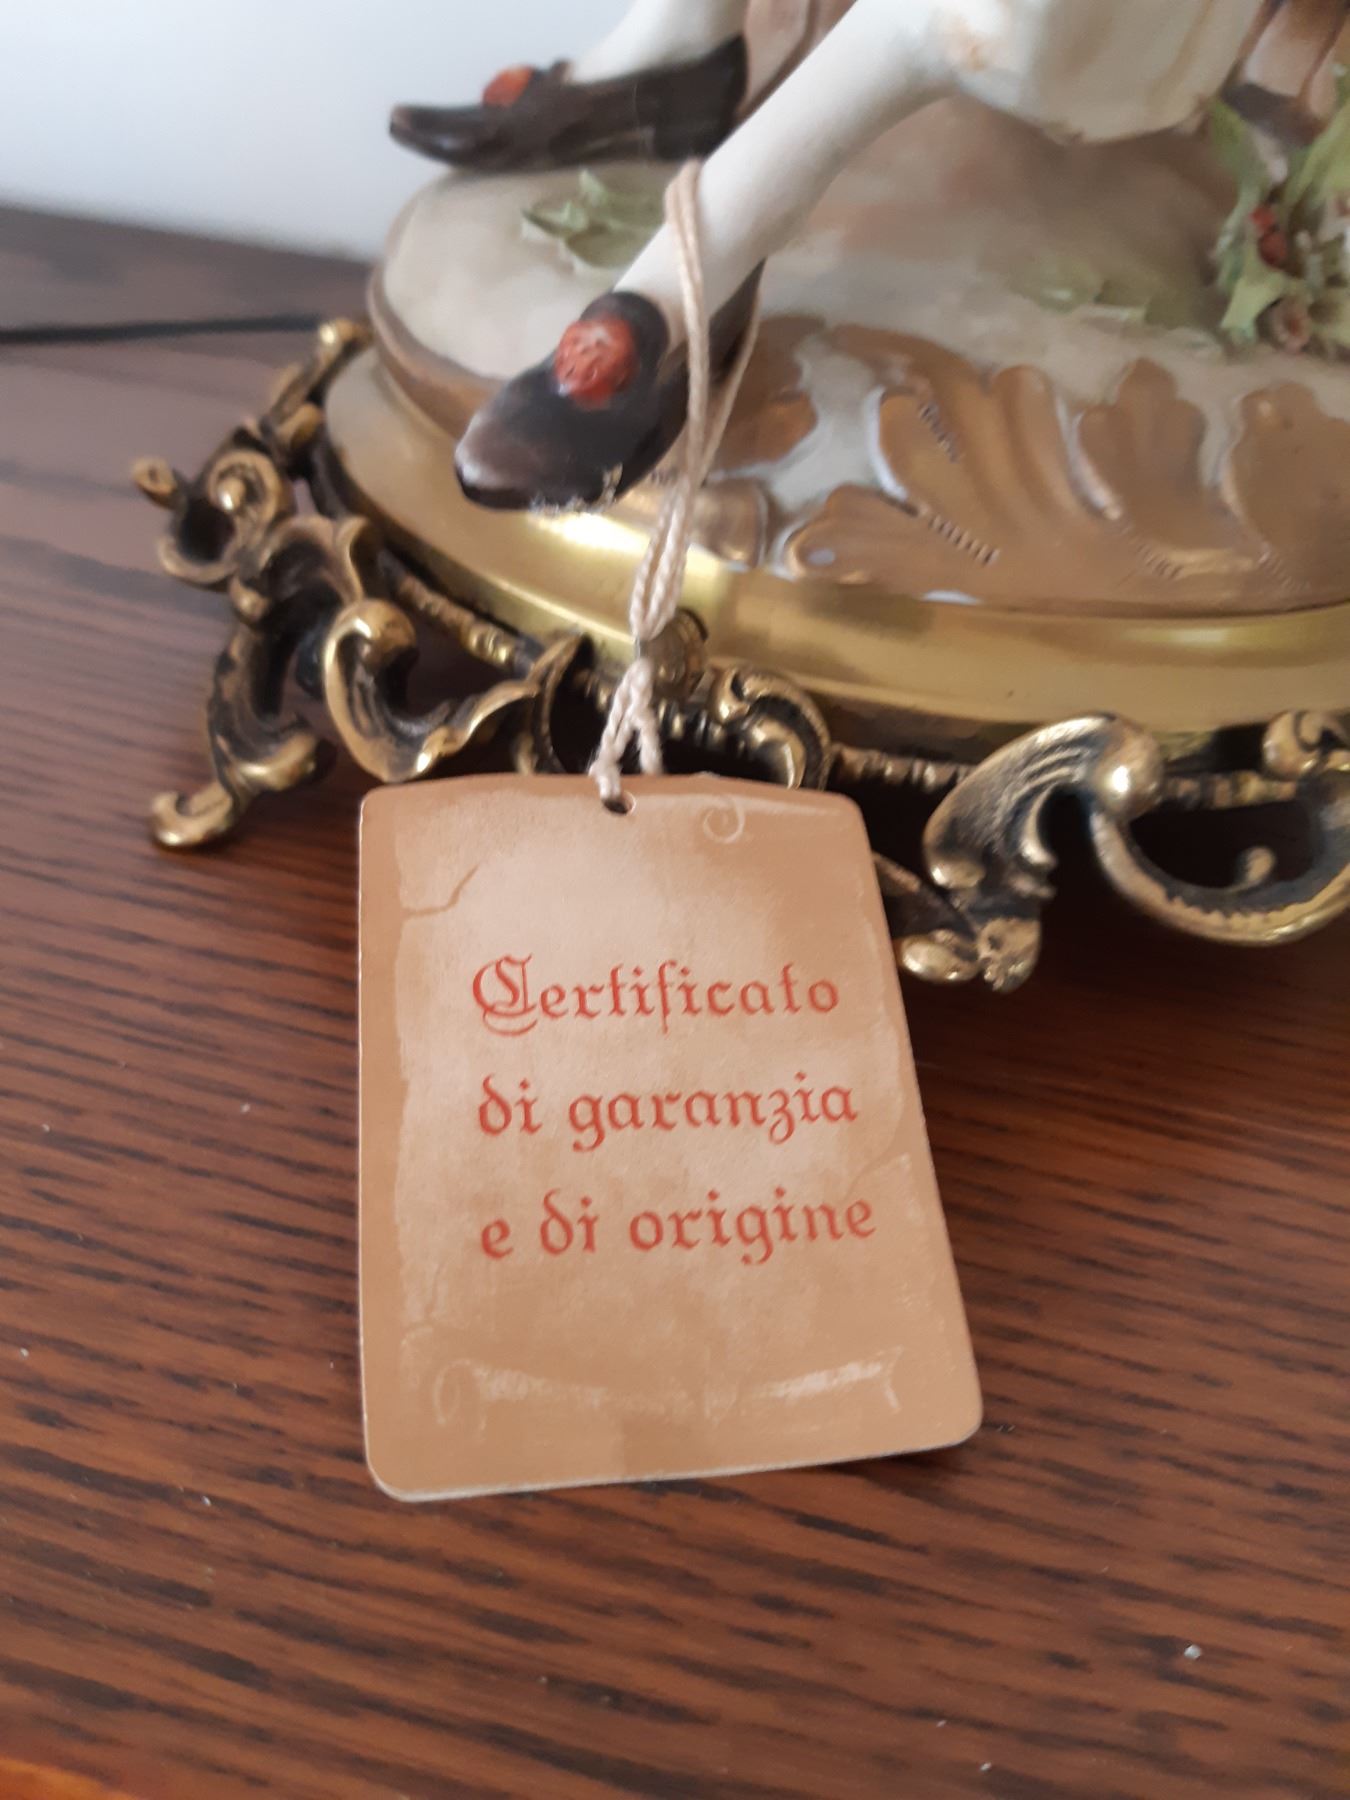 Certificato
di garanzia
e di origine